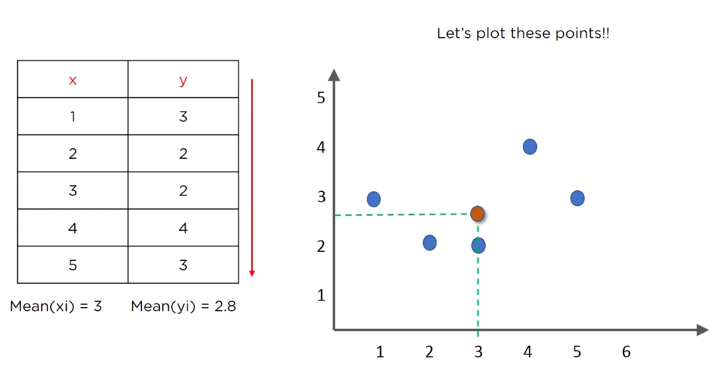 Let's plot these points!!
x y
1 3
2 2
3 2
4 4
5 3
Mean(xi) = 3 Mean(yi) = 2.8
5
4
3
2
1
1 2 3 4 5 6